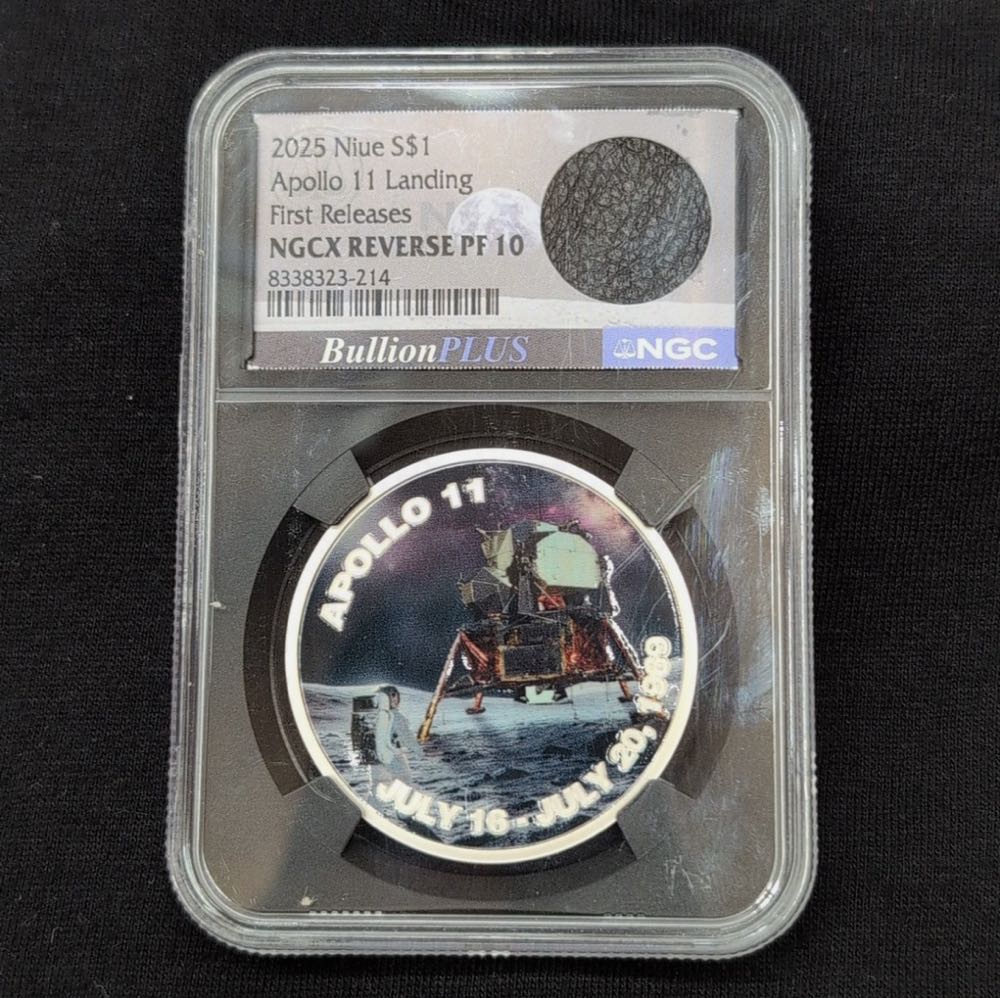 2025 Niue S$1
Apollo 11 Landing
First Releases
NGCX REVERSE PF 10
8338323-214
BullionPLUS
NGC
APOLLO 11
JULY 16 - JULY 20, 1969